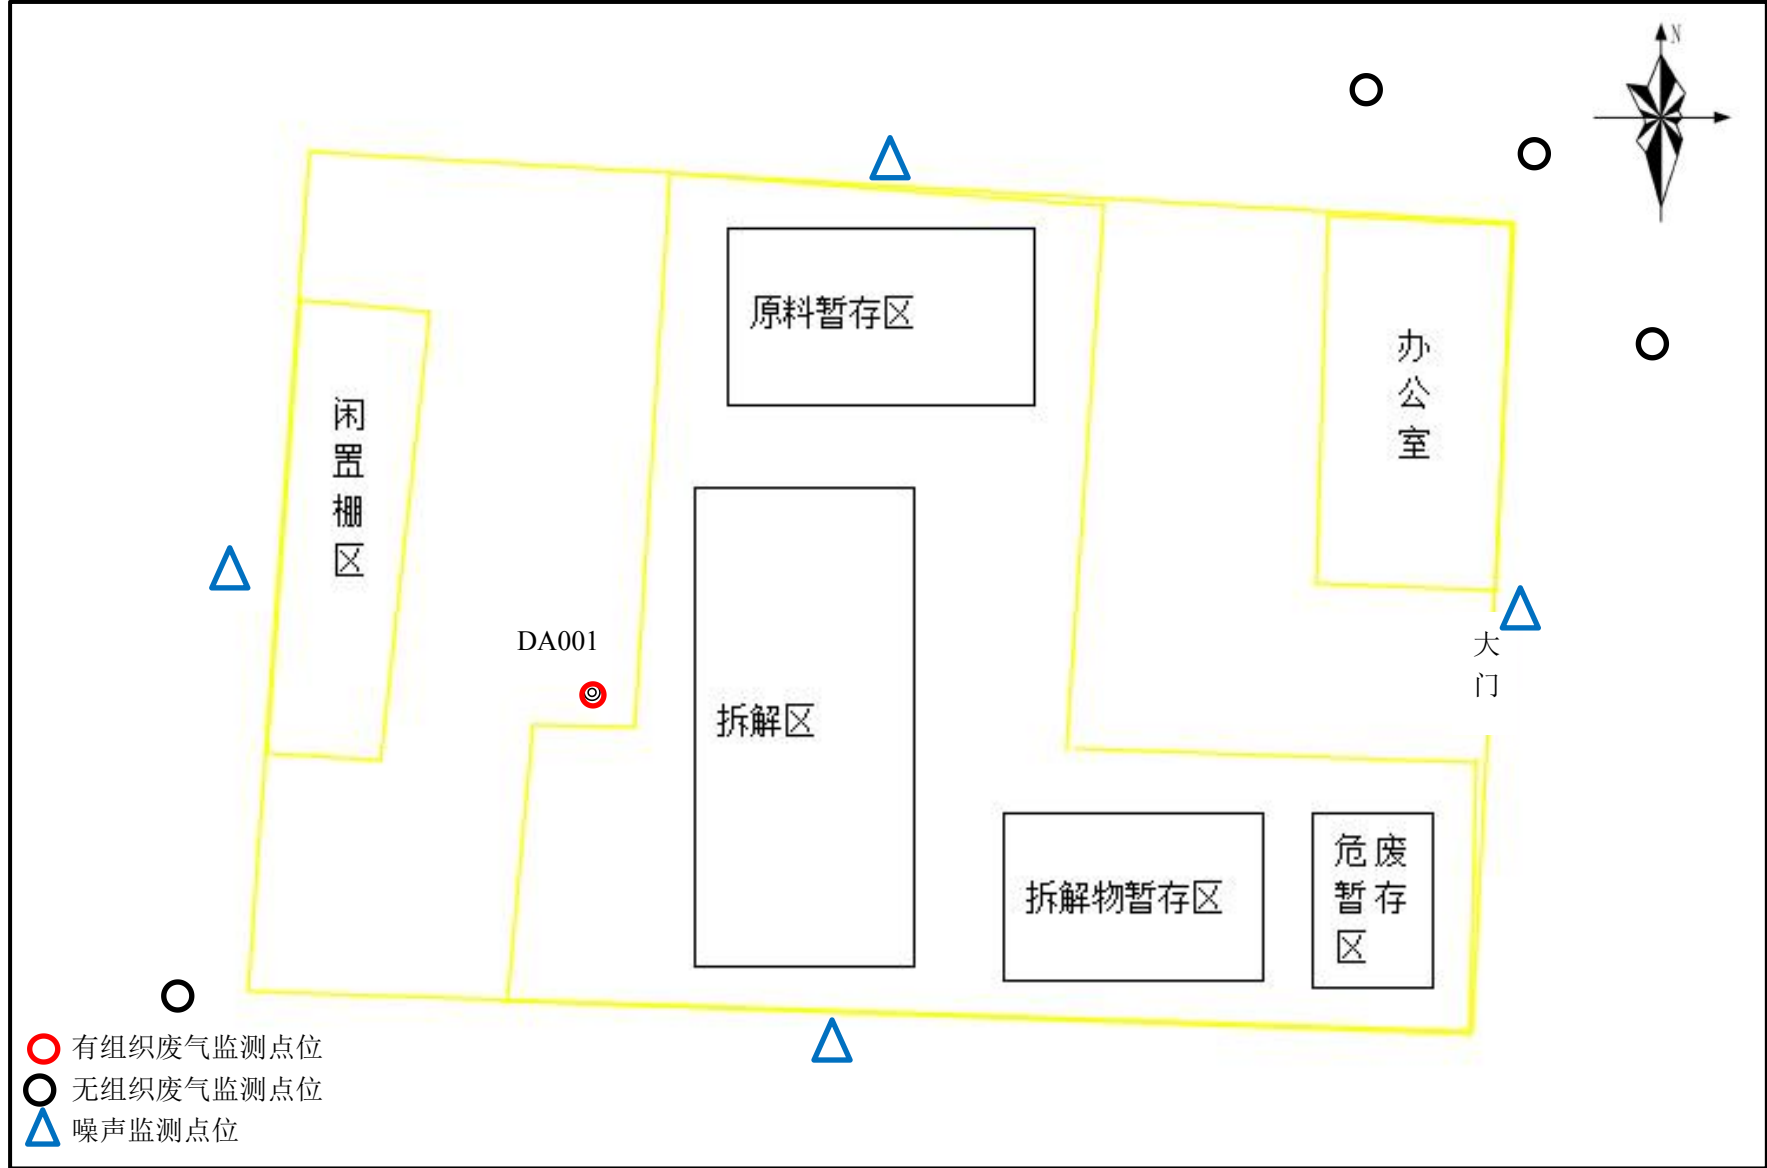 N
原料暂存区
办
公
室
闲
置
棚
区
DA001
大
门
拆解区
拆解物暂存区
危废
暂存
区
有组织废气监测点位
无组织废气监测点位
噪声监测点位